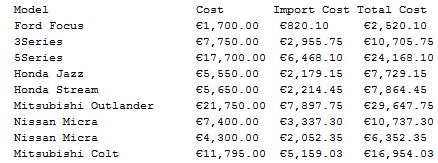 Model Cost Import Cost Total Cost
Ford Focus €1,700.00 €820.10 €2,520.10
3Series €7,750.00 €2,955.75 €10,705.75
5Series €17,700.00 €6,468.10 €24,168.10
Honda Jazz €5,550.00 €2,179.15 €7,729.15
Honda Stream €5,650.00 €2,214.45 €7,864.45
Mitsubishi Outlander €21,750.00 €7,897.75 €29,647.75
Nissan Micra €7,400.00 €3,337.30 €10,737.30
Nissan Micra €4,300.00 €2,052.35 €6,352.35
Mitsubishi Colt €11,795.00 €5,159.03 €16,954.03